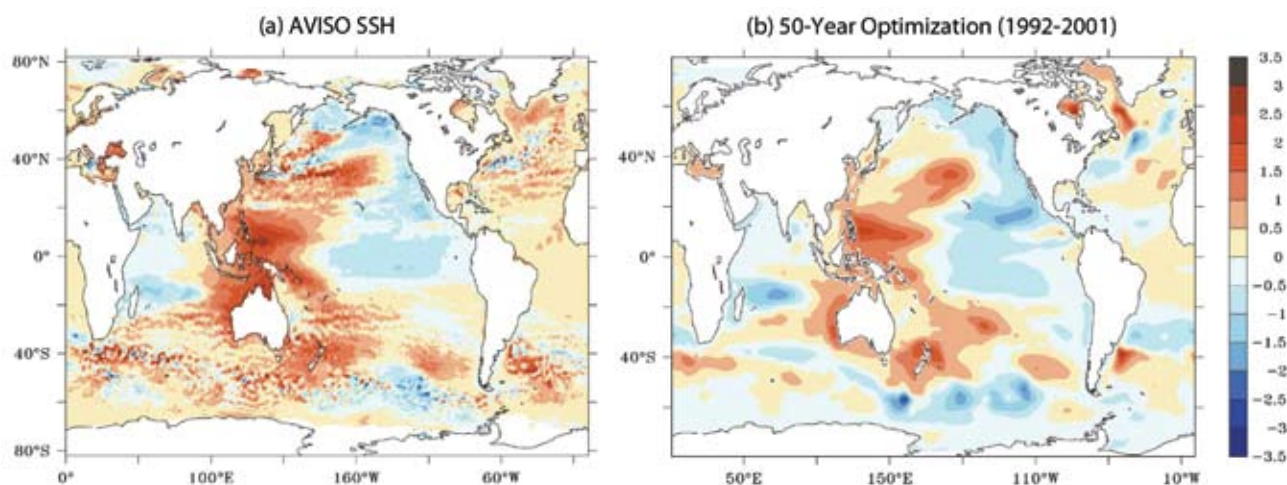 (a) AVISO SSH
(b) 50-Year Optimization (1992-2001)
80°N
40°N
0°
40°S
80°S
0°
100°E
160°W
60°W
40°N
0°
40°S
50°E
150°E
110°W
10°W
3.5
3
2.5
2
1.5
1
0.5
0
−0.5
−1
−1.5
−2
−2.5
−3
−3.5